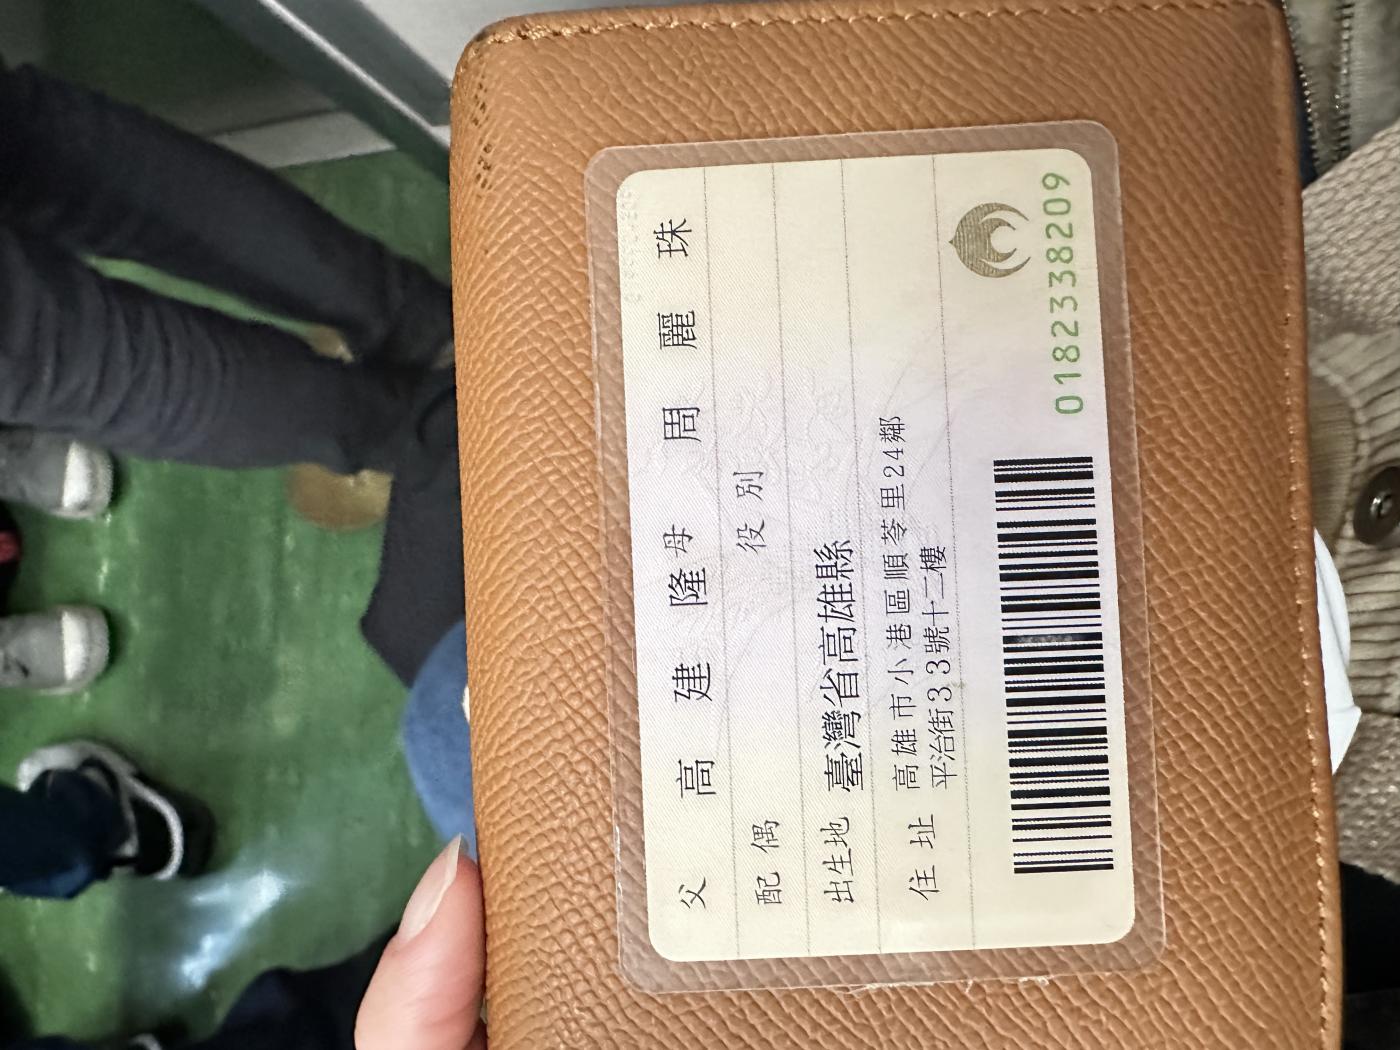 父 高建隆 母 周麗珠
配偶 役別
出生地 臺灣省高雄縣
住址 高雄市小港區順苓里24鄰
平治街33號十二樓
0182338209